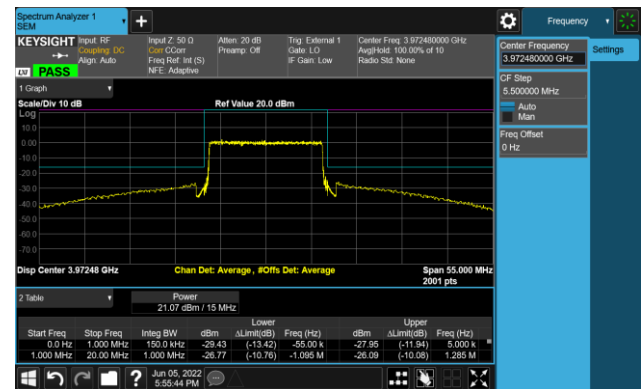 Spectrum Analyzer 1
SEM
+
Frequency
KEYSIGHT
Input: RF
Coupling: DC
Align: Auto
Input Z: 50 Ω
Corr CCorr
Freq Ref: Int (S)
NFE: Adaptive
Atten: 20 dB
Preamp: Off
Trig: External 1
Gate: LO
IF Gain: Low
Center Freq: 3.972480000 GHz
Avg|Hold: 100.00% of 10
Radio Std: None
LXI PASS
Center Frequency
3.972480000 GHz
Settings
CF Step
5.500000 MHz
Auto
Man
Freq Offset
0 Hz
1 Graph
Scale/Div 10 dB
Ref Value 20.0 dBm
Log
10.0
0.00
-10.0
-20.0
-30.0
-40.0
-50.0
-60.0
-70.0
Disp Center 3.97248 GHz
Chan Det: Average , #Offs Det: Average
Span 55.000 MHz
2001 pts
2 Table
Power
21.07 dBm / 15 MHz
Lower Upper
Start Freq Stop Freq Integ BW dBm ΔLimit(dB) Freq (Hz) dBm ΔLimit(dB) Freq (Hz)
0.0 Hz 1.000 MHz 150.0 kHz -29.43 (-13.42) -55.00 k -27.95 (-11.94) 5.000 k
1.000 MHz 20.00 MHz 1.000 MHz -26.77 (-10.76) -1.095 M -26.09 (-10.08) 1.285 M
?
Jun 05, 2022
5:55:44 PM